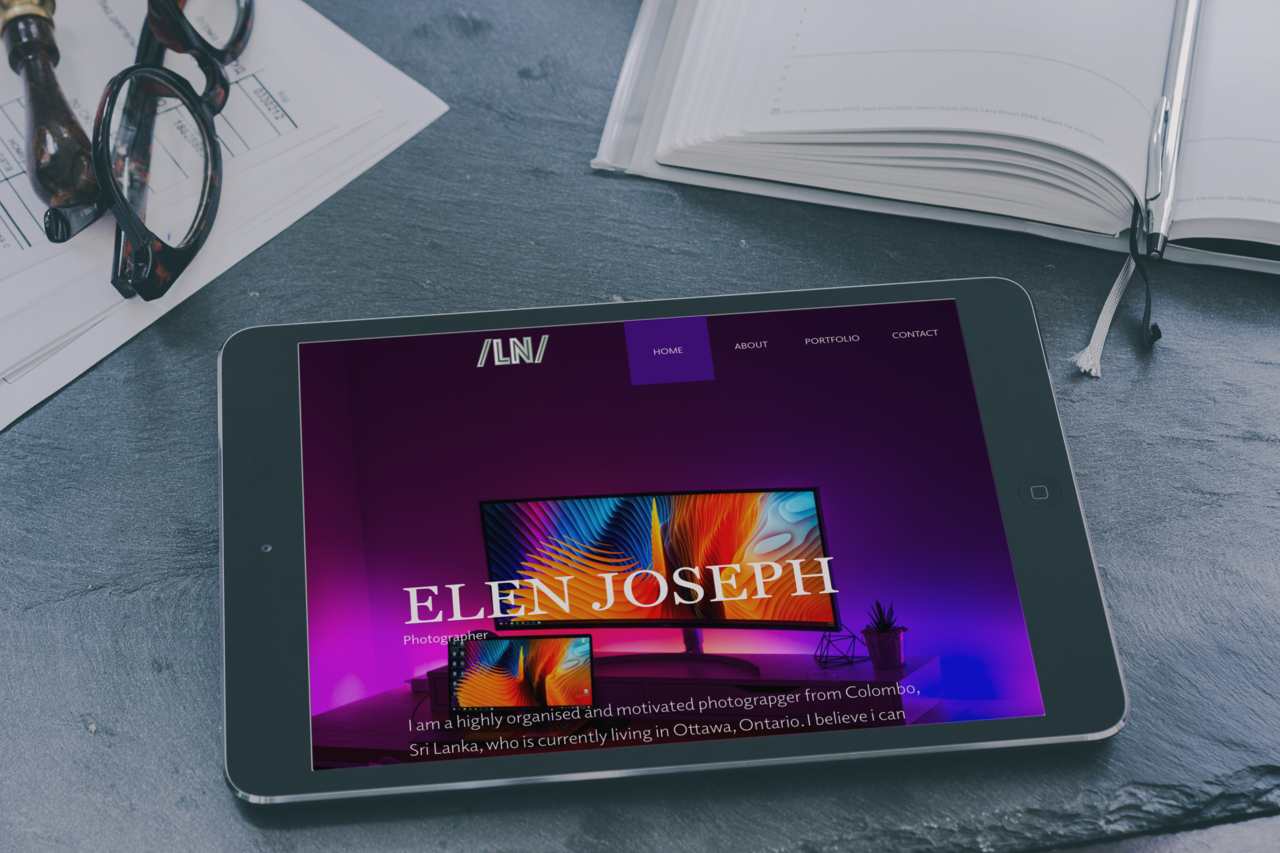 /LN/
HOME
ABOUT
PORTFOLIO
CONTACT
ELEN JOSEPH
Photographer
I am a highly organised and motivated photograpger from Colombo,
Sri Lanka, who is currently living in Ottawa, Ontario. I believe i can